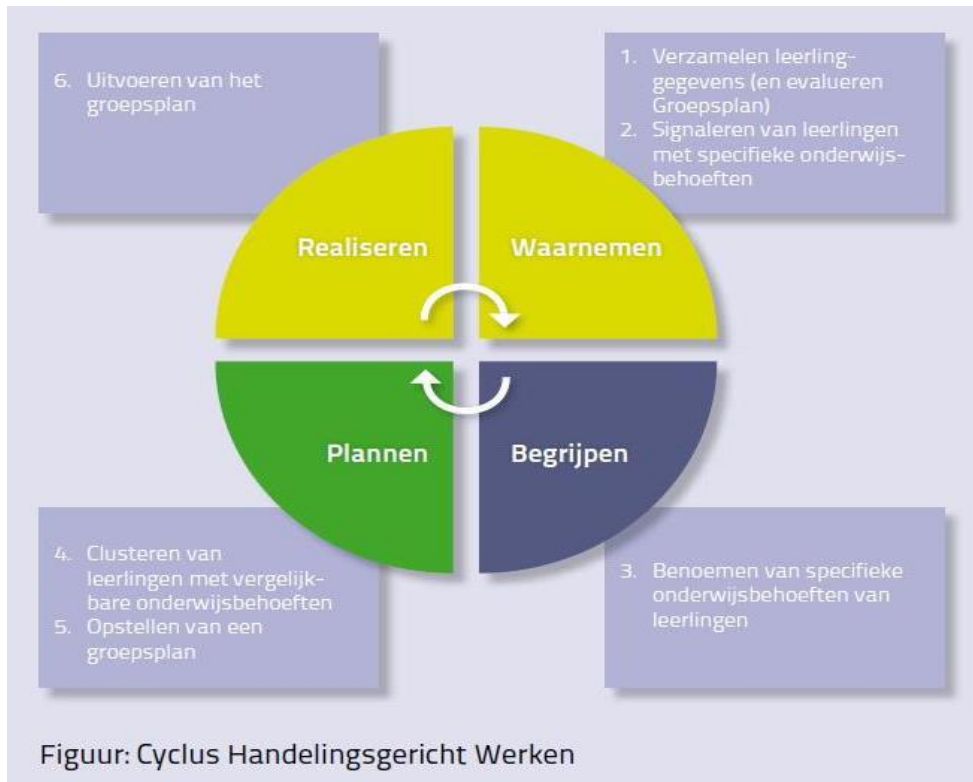 6. Uitvoeren van het
groepsplan
1. Verzamelen leerling-
gegevens (en evalueren
Groepsplan)
2. Signaleren van leerlingen
met specifieke onderwijs-
behoeften
Realiseren
Waarnemen
Plannen
Begrijpen
4. Clusteren van
leerlingen met vergelijk-
bare onderwijsbehoeften
5. Opstellen van een
groepsplan
3. Benoemen van specifieke
onderwijsbehoeften van
leerlingen
Figuur: Cyclus Handelingsgericht Werken